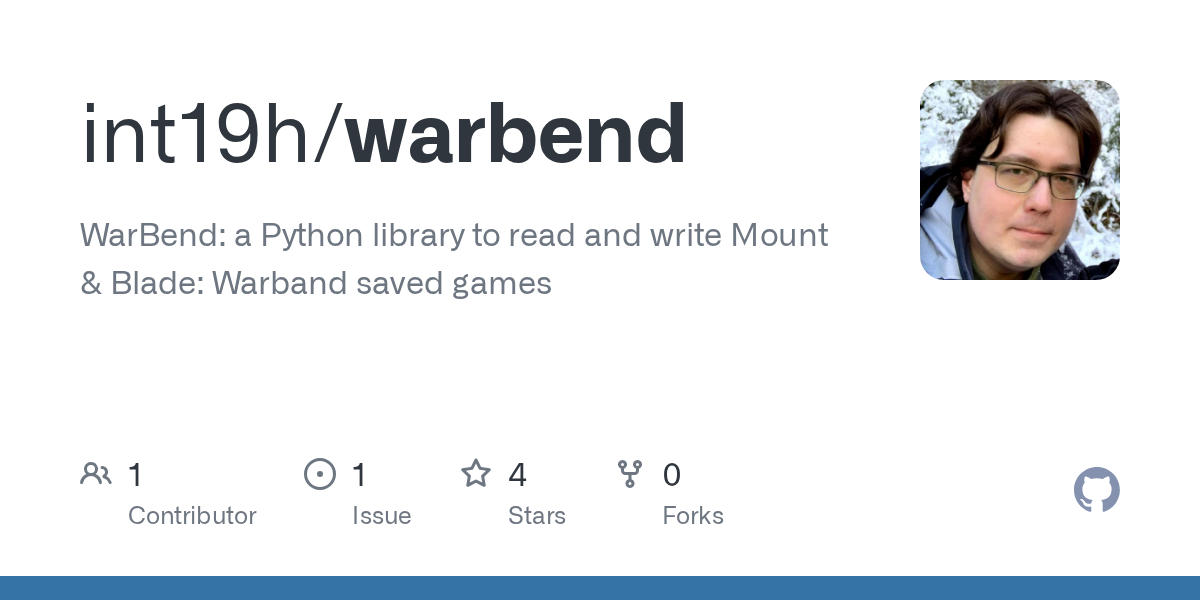 int19h/warbend
WarBend: a Python library to read and write Mount
& Blade: Warband saved games
1
Contributor
1
Issue
4
Stars
0
Forks